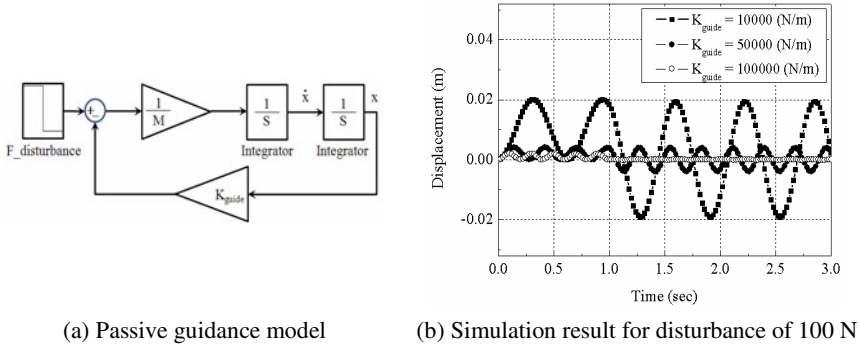 1
M
1
S
ẋ
1
S
x
F_disturbance
+
-
Integrator
Integrator
K_guide
(a) Passive guidance model
K_guide = 10000 (N/m)
K_guide = 50000 (N/m)
K_guide = 100000 (N/m)
Displacement (m)
0.04
0.02
0.00
-0.02
0.0
0.5
1.0
1.5
2.0
2.5
3.0
Time (sec)
(b) Simulation result for disturbance of 100 N